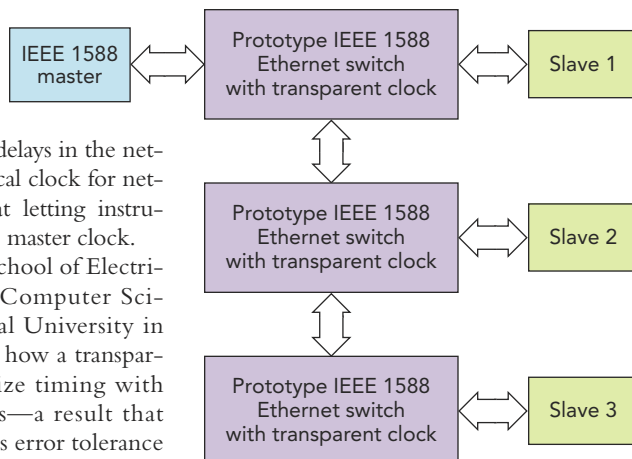 IEEE 1588
master
Prototype IEEE 1588
Ethernet switch
with transparent clock
Slave 1
delays in the net-
cal clock for net-
at letting instru-
master clock.
chool of Electri-
Computer Sci-
al University in
how a transpar-
ize timing with
s—a result that
s error tolerance
Prototype IEEE 1588
Ethernet switch
with transparent clock
Slave 2
Prototype IEEE 1588
Ethernet switch
with transparent clock
Slave 3